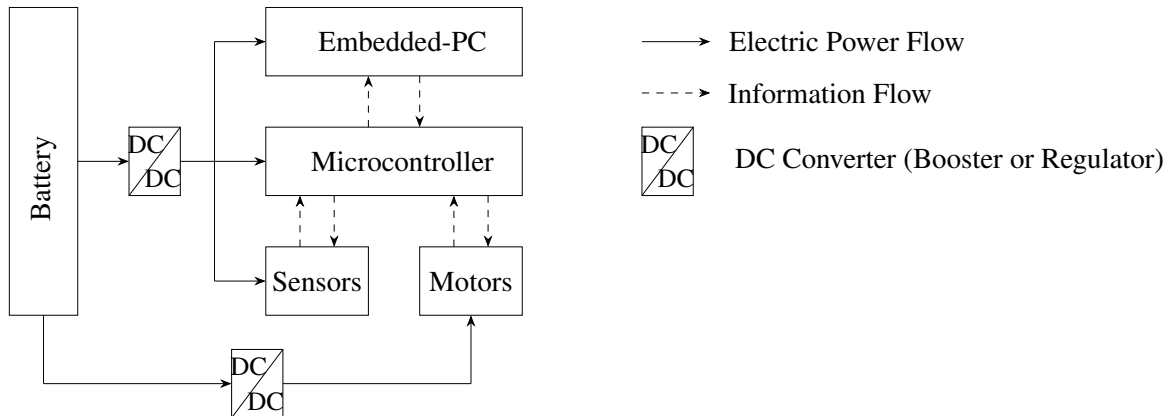 Embedded-PC
Electric Power Flow
Information Flow
Battery
DC
DC
Microcontroller
DC
DC
DC Converter (Booster or Regulator)
Sensors
Motors
DC
DC